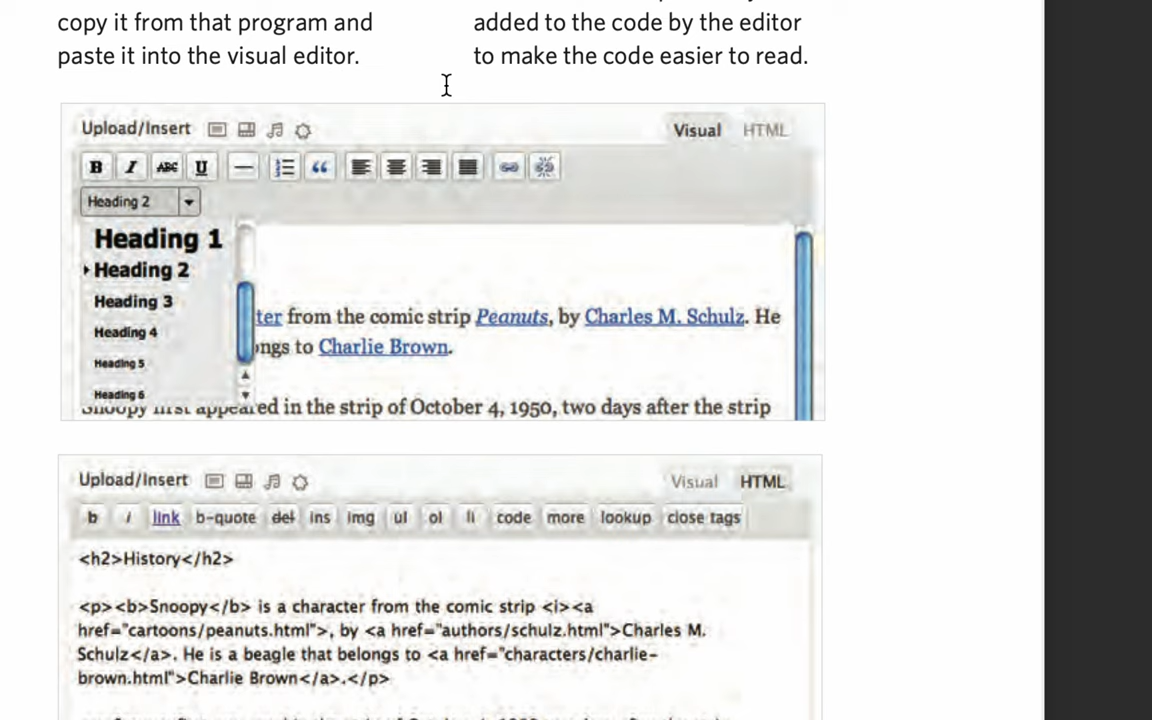 copy it from that program and
paste it into the visual editor.
added to the code by the editor
to make the code easier to read.
Upload/Insert Visual HTML
B I ABC U
Heading 2
Heading 1
Heading 2
Heading 3
Heading 4
Heading 5
Heading 6
ter from the comic strip Peanuts, by Charles M. Schulz. He
ngs to Charlie Brown.
Snoopy first appeared in the strip of October 4, 1950, two days after the strip
Upload/Insert Visual HTML
b i link b-quote del ins img ul ol li code more lookup close tags
<h2>History</h2>
<p><b>Snoopy</b> is a character from the comic strip <i><a
href="cartoons/peanuts.html">, by <a href="authors/schulz.html">Charles M.
Schulz</a>. He is a beagle that belongs to <a href="characters/charlie-
brown.html">Charlie Brown</a>.</p>